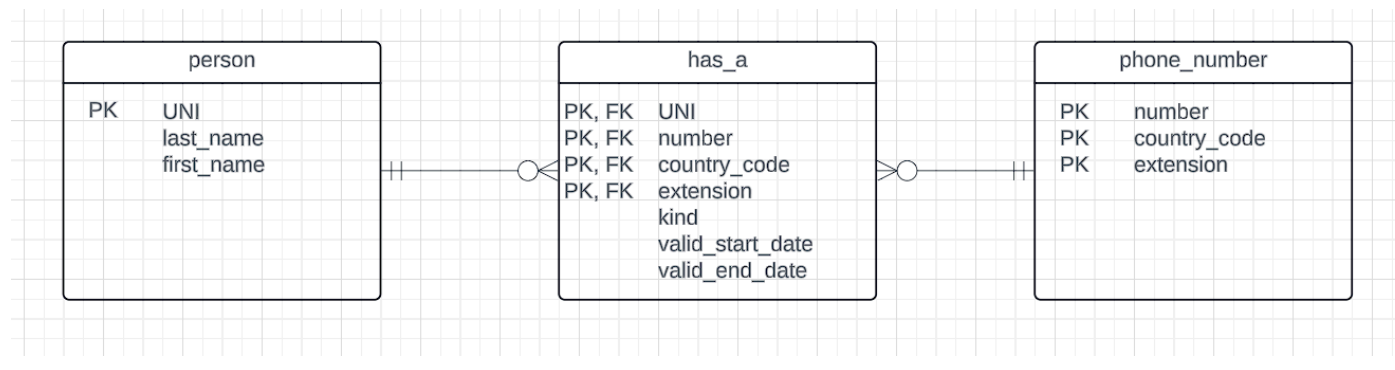 person
PK UNI
last_name
first_name
has_a
PK, FK UNI
PK, FK number
PK, FK country_code
PK, FK extension
kind
valid_start_date
valid_end_date
phone_number
PK number
PK country_code
PK extension